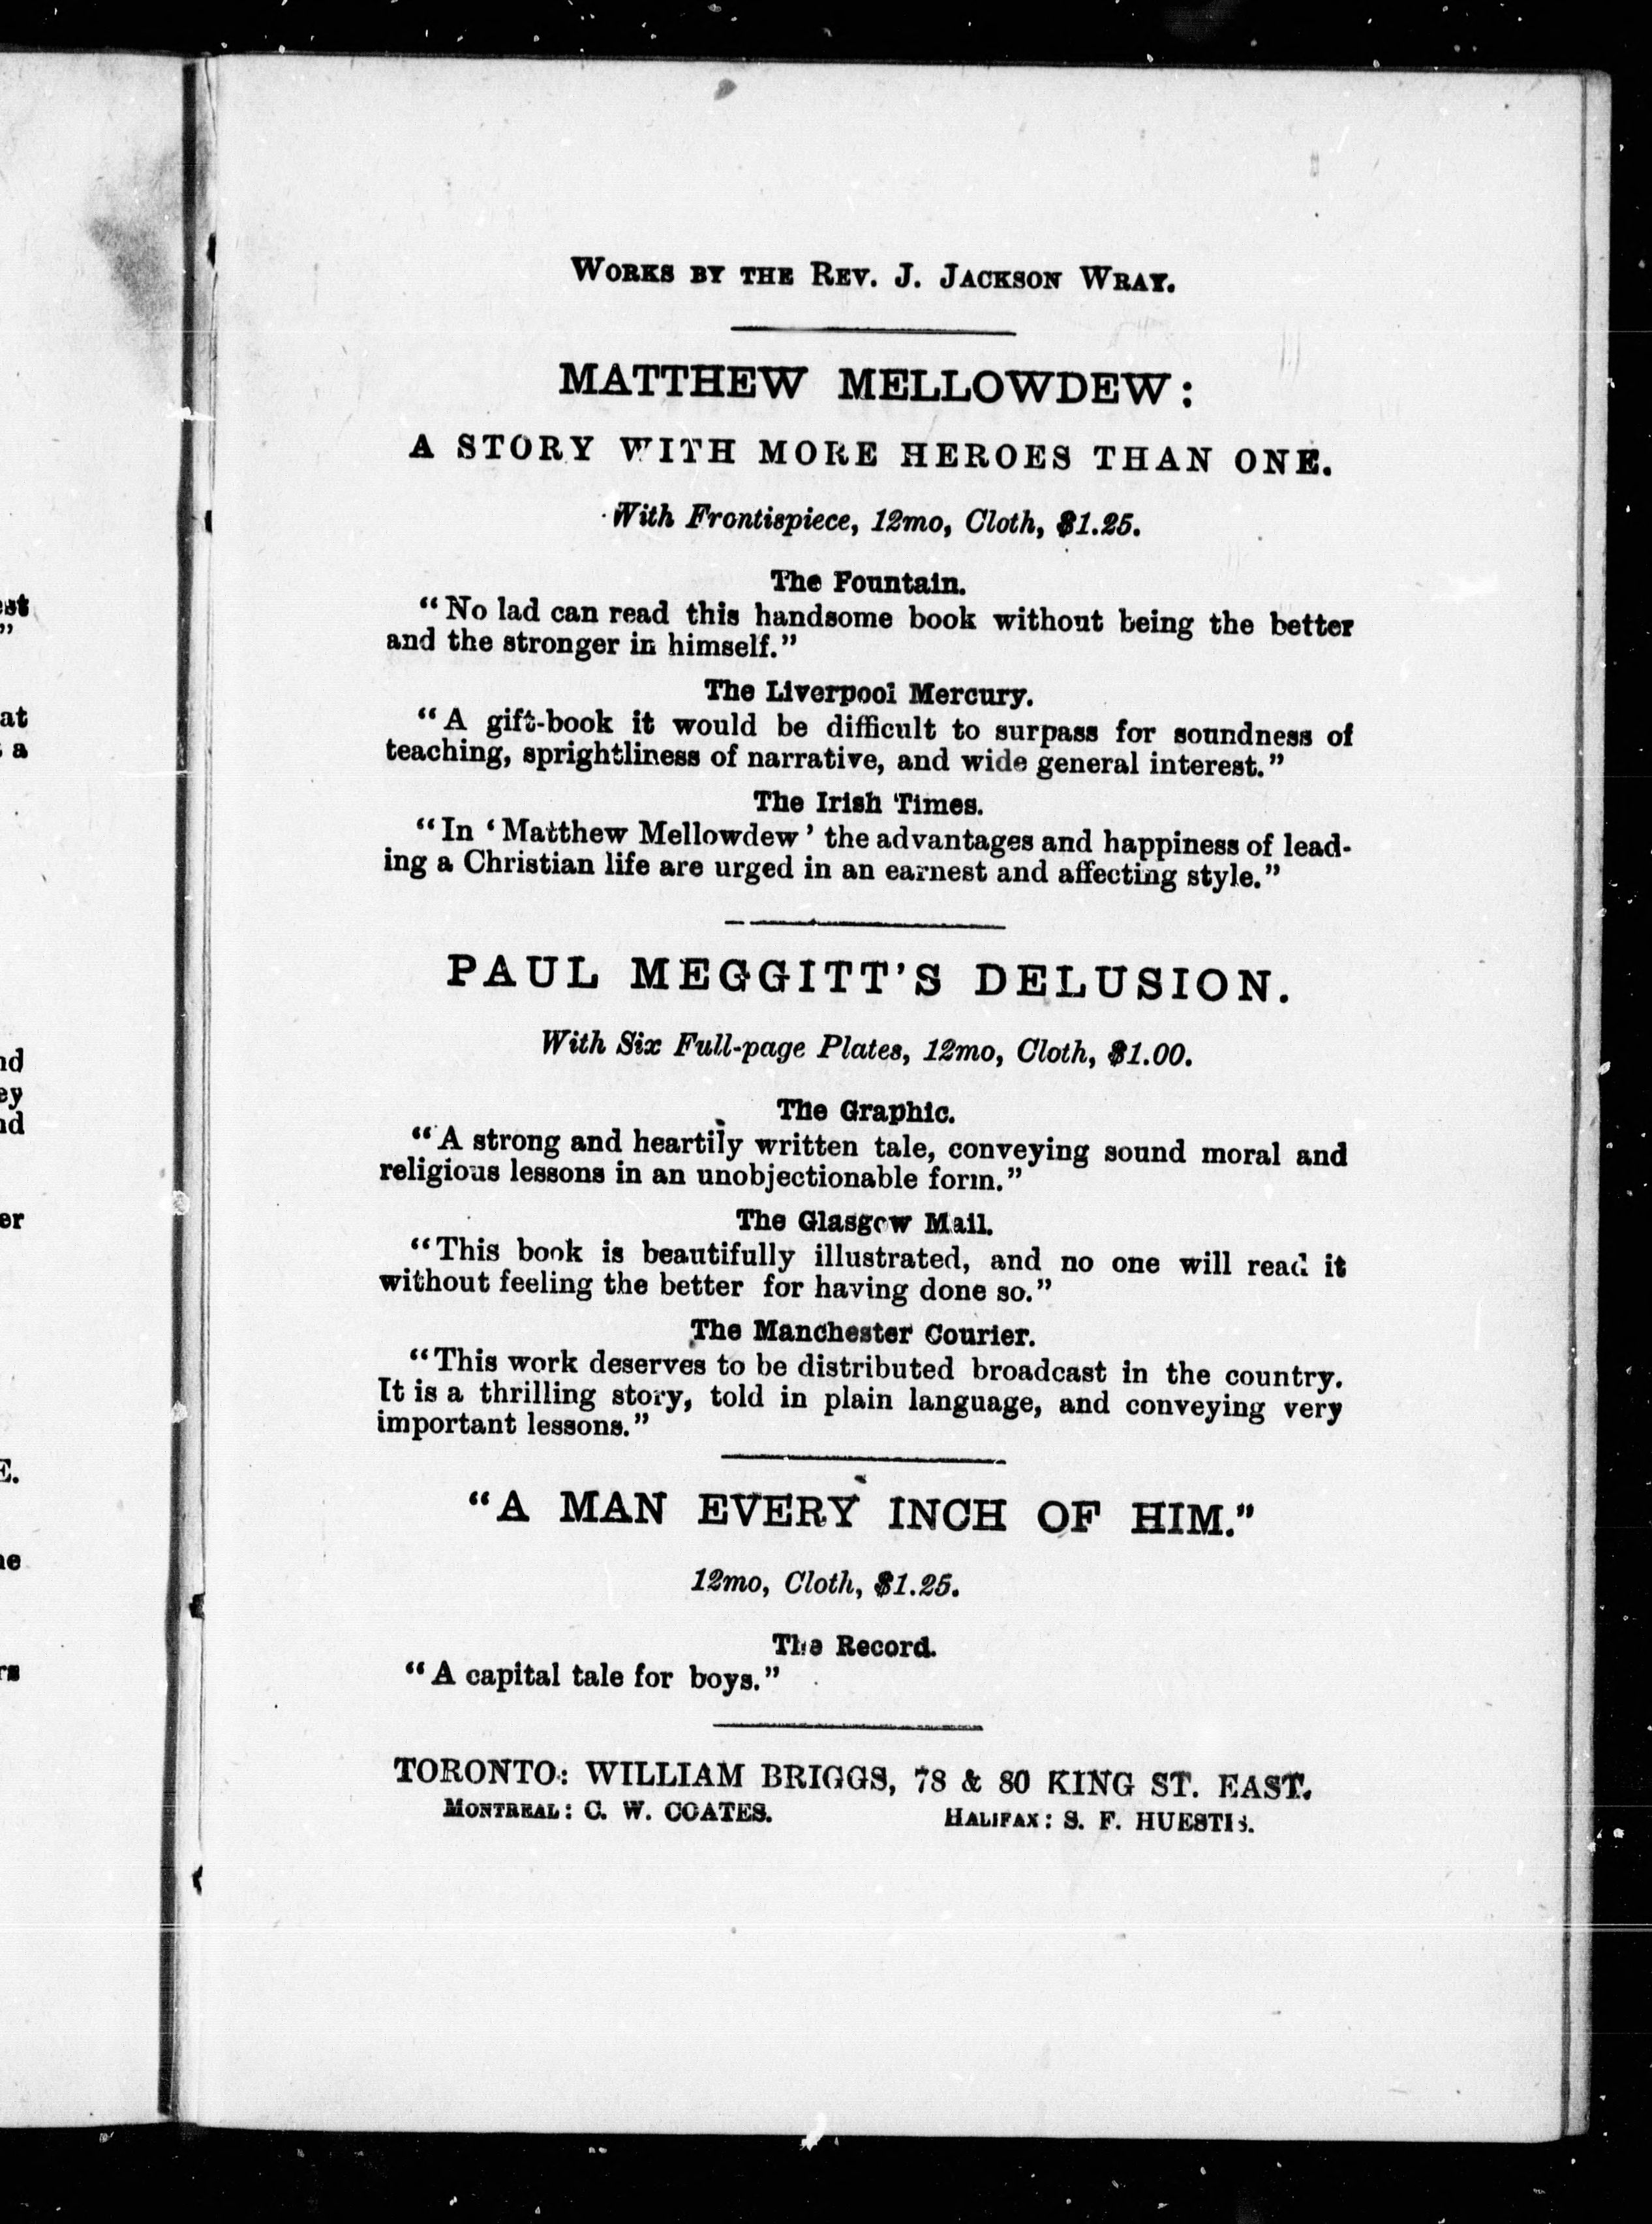 WORKS BY THE REV. J. JACKSON WRAY.
MATTHEW MELLOWDEW:
A STORY WITH MORE HEROES THAN ONE.
With Frontispiece, 12mo, Cloth, $1.25.
The Fountain.
“No lad can read this handsome book without being the better
and the stronger in himself.”
The Liverpool Mercury.
“A gift-book it would be difficult to surpass for soundness of
teaching, sprightliness of narrative, and wide general interest.”
The Irish Times.
“In ‘Matthew Mellowdew’ the advantages and happiness of lead-
ing a Christian life are urged in an earnest and affecting style.”
PAUL MEGGITT’S DELUSION.
With Six Full-page Plates, 12mo, Cloth, $1.00.
The Graphic.
“A strong and heartily written tale, conveying sound moral and
religious lessons in an unobjectionable form.”
The Glasgow Mail.
“This book is beautifully illustrated, and no one will read it
without feeling the better for having done so.”
The Manchester Courier.
“This work deserves to be distributed broadcast in the country.
It is a thrilling story, told in plain language, and conveying very
important lessons.”
“A MAN EVERY INCH OF HIM.”
12mo, Cloth, $1.25.
The Record.
“A capital tale for boys.”
TORONTO: WILLIAM BRIGGS, 78 & 80 KING ST. EAST.
MONTREAL: C. W. COATES. HALIFAX: S. F. HUESTIS.